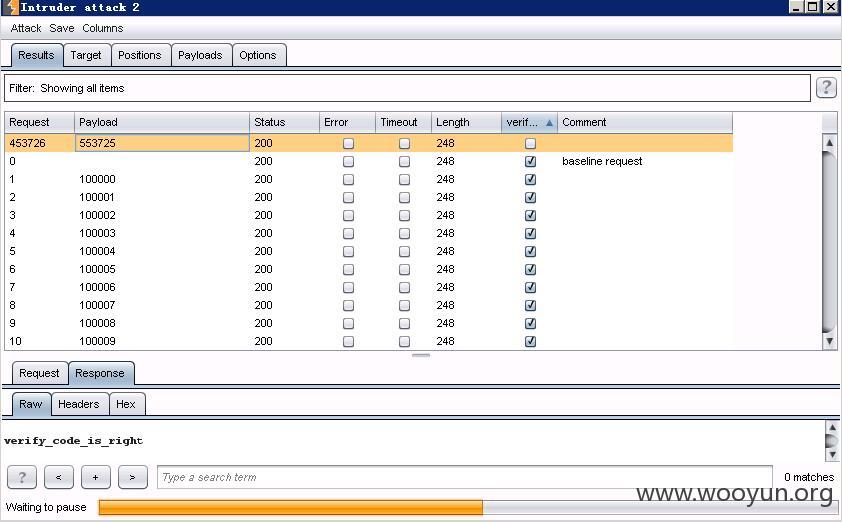 Intruder attack 2
Attack Save Columns
Results Target Positions Payloads Options
Filter: Showing all items ?
Request Payload Status Error Timeout Length verif... Comment
453726 553725 200 248
0 200 248 baseline request
1 100000 200 248
2 100001 200 248
3 100002 200 248
4 100003 200 248
5 100004 200 248
6 100005 200 248
7 100006 200 248
8 100007 200 248
9 100008 200 248
10 100009 200 248
Request Response
Raw Headers Hex
verify_code_is_right
? < + > Type a search term 0 matches
www.wooyun.org
Waiting to pause